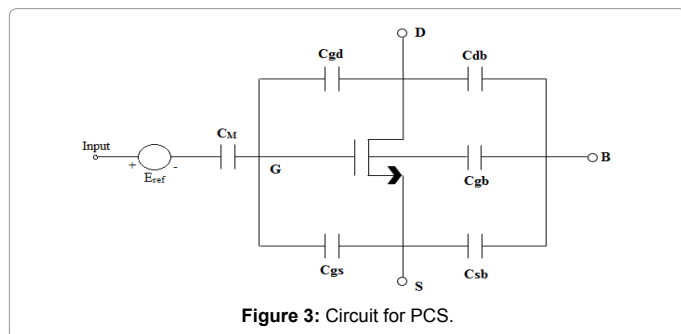 D
Cgd
Cdb
CM
Input
+
Eref
-
G
Cgb
B
Cgs
Csb
S
Figure 3: Circuit for PCS.